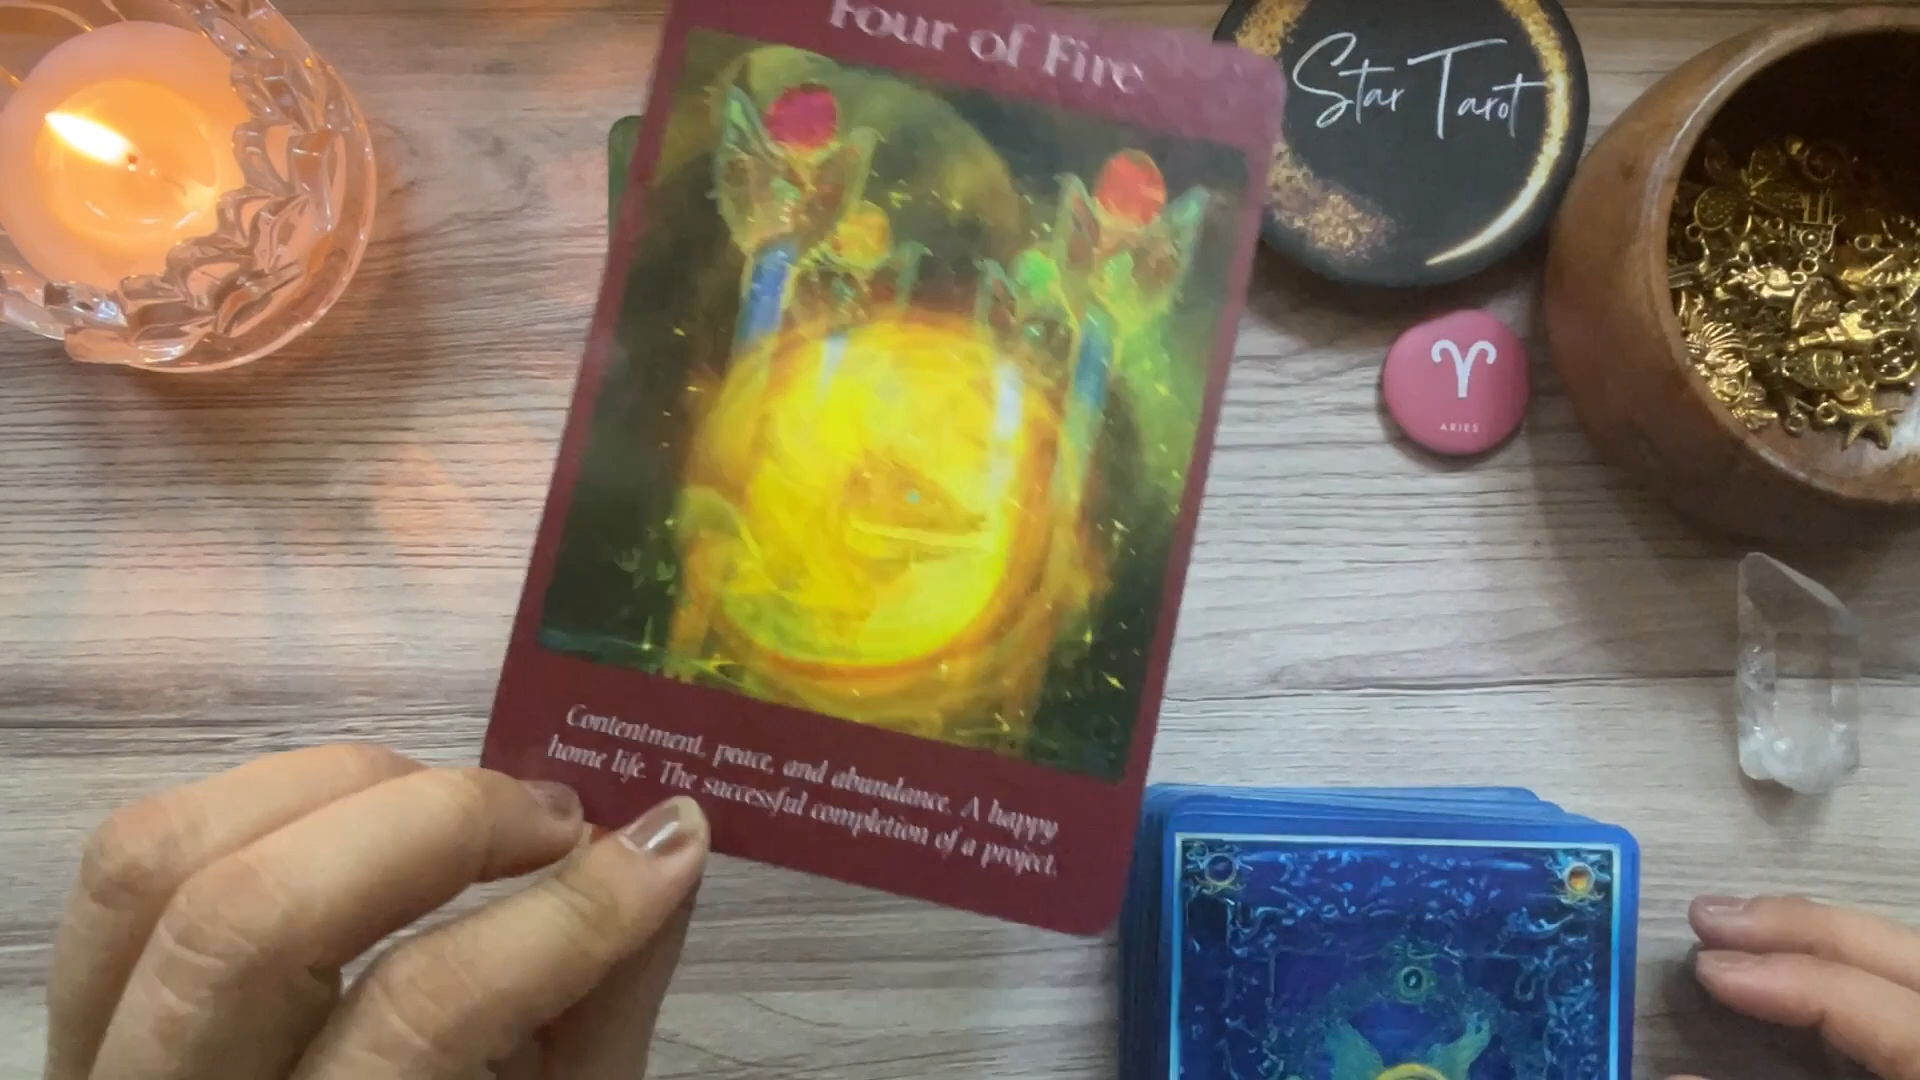 Four of Fire
Star Tarot
ARIES
Contentment, peace, and abundance. A happy
home life. The successful completion of a project.